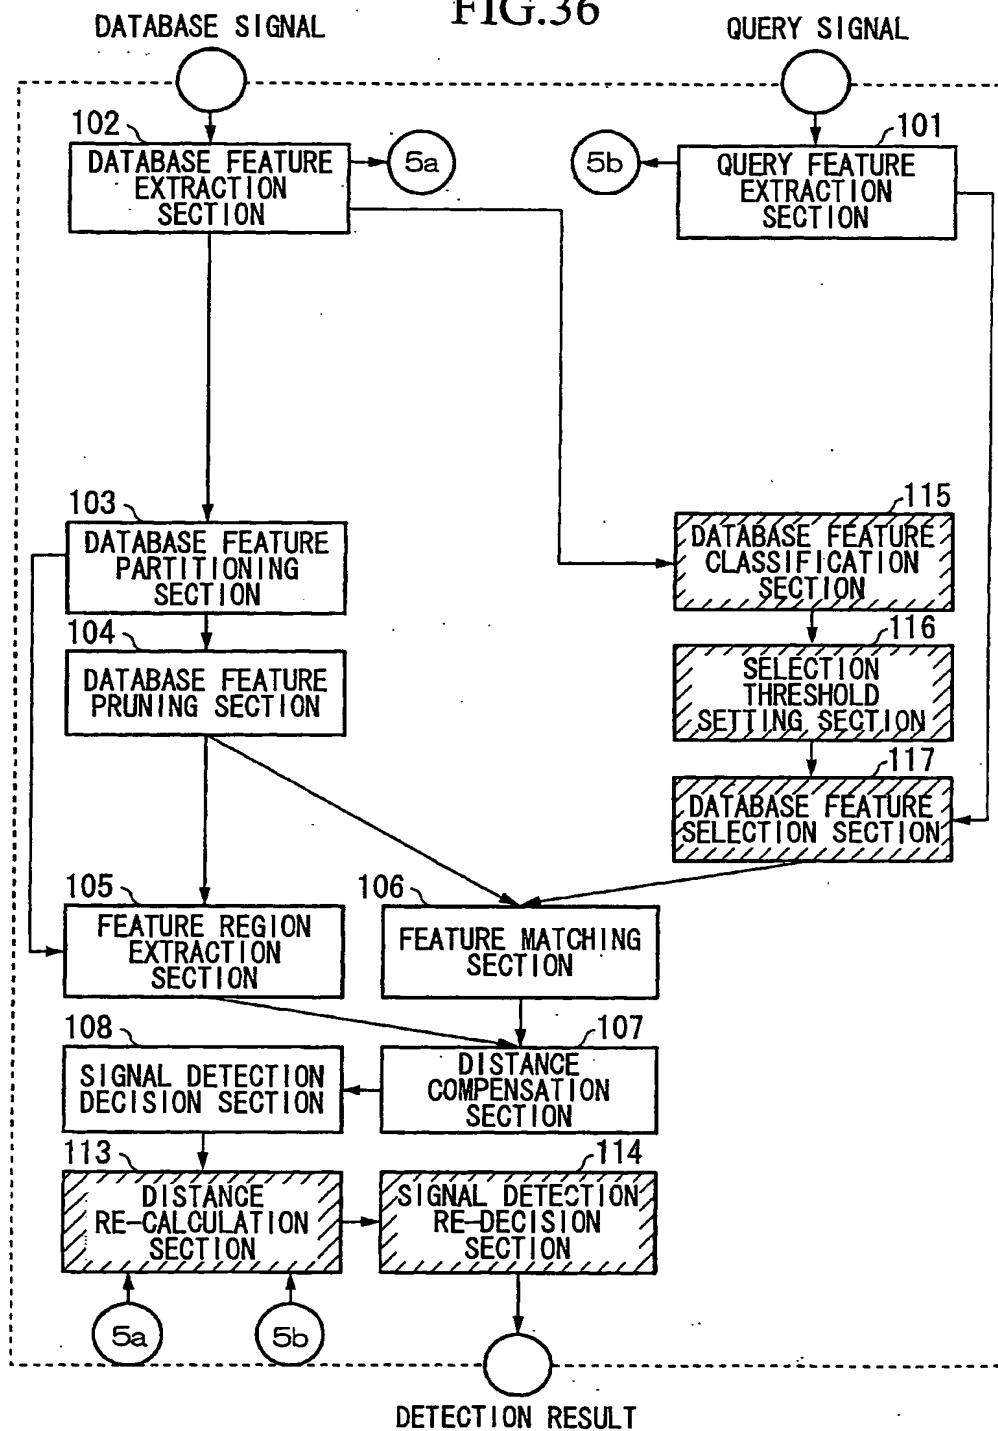 FIG.36
DATABASE SIGNAL
QUERY SIGNAL
102
DATABASE FEATURE
EXTRACTION
SECTION
5a
5b
101
QUERY FEATURE
EXTRACTION
SECTION
103
DATABASE FEATURE
PARTITIONING
SECTION
115
DATABASE FEATURE
CLASSIFICATION
SECTION
104
DATABASE FEATURE
PRUNING SECTION
116
SELECTION
THRESHOLD
SETTING SECTION
117
DATABASE FEATURE
SELECTION SECTION
105
FEATURE REGION
EXTRACTION
SECTION
106
FEATURE MATCHING
SECTION
108
SIGNAL DETECTION
DECISION SECTION
107
DISTANCE
COMPENSATION
SECTION
113
DISTANCE
RE-CALCULATION
SECTION
114
SIGNAL DETECTION
RE-DECISION
SECTION
5a
5b
DETECTION RESULT